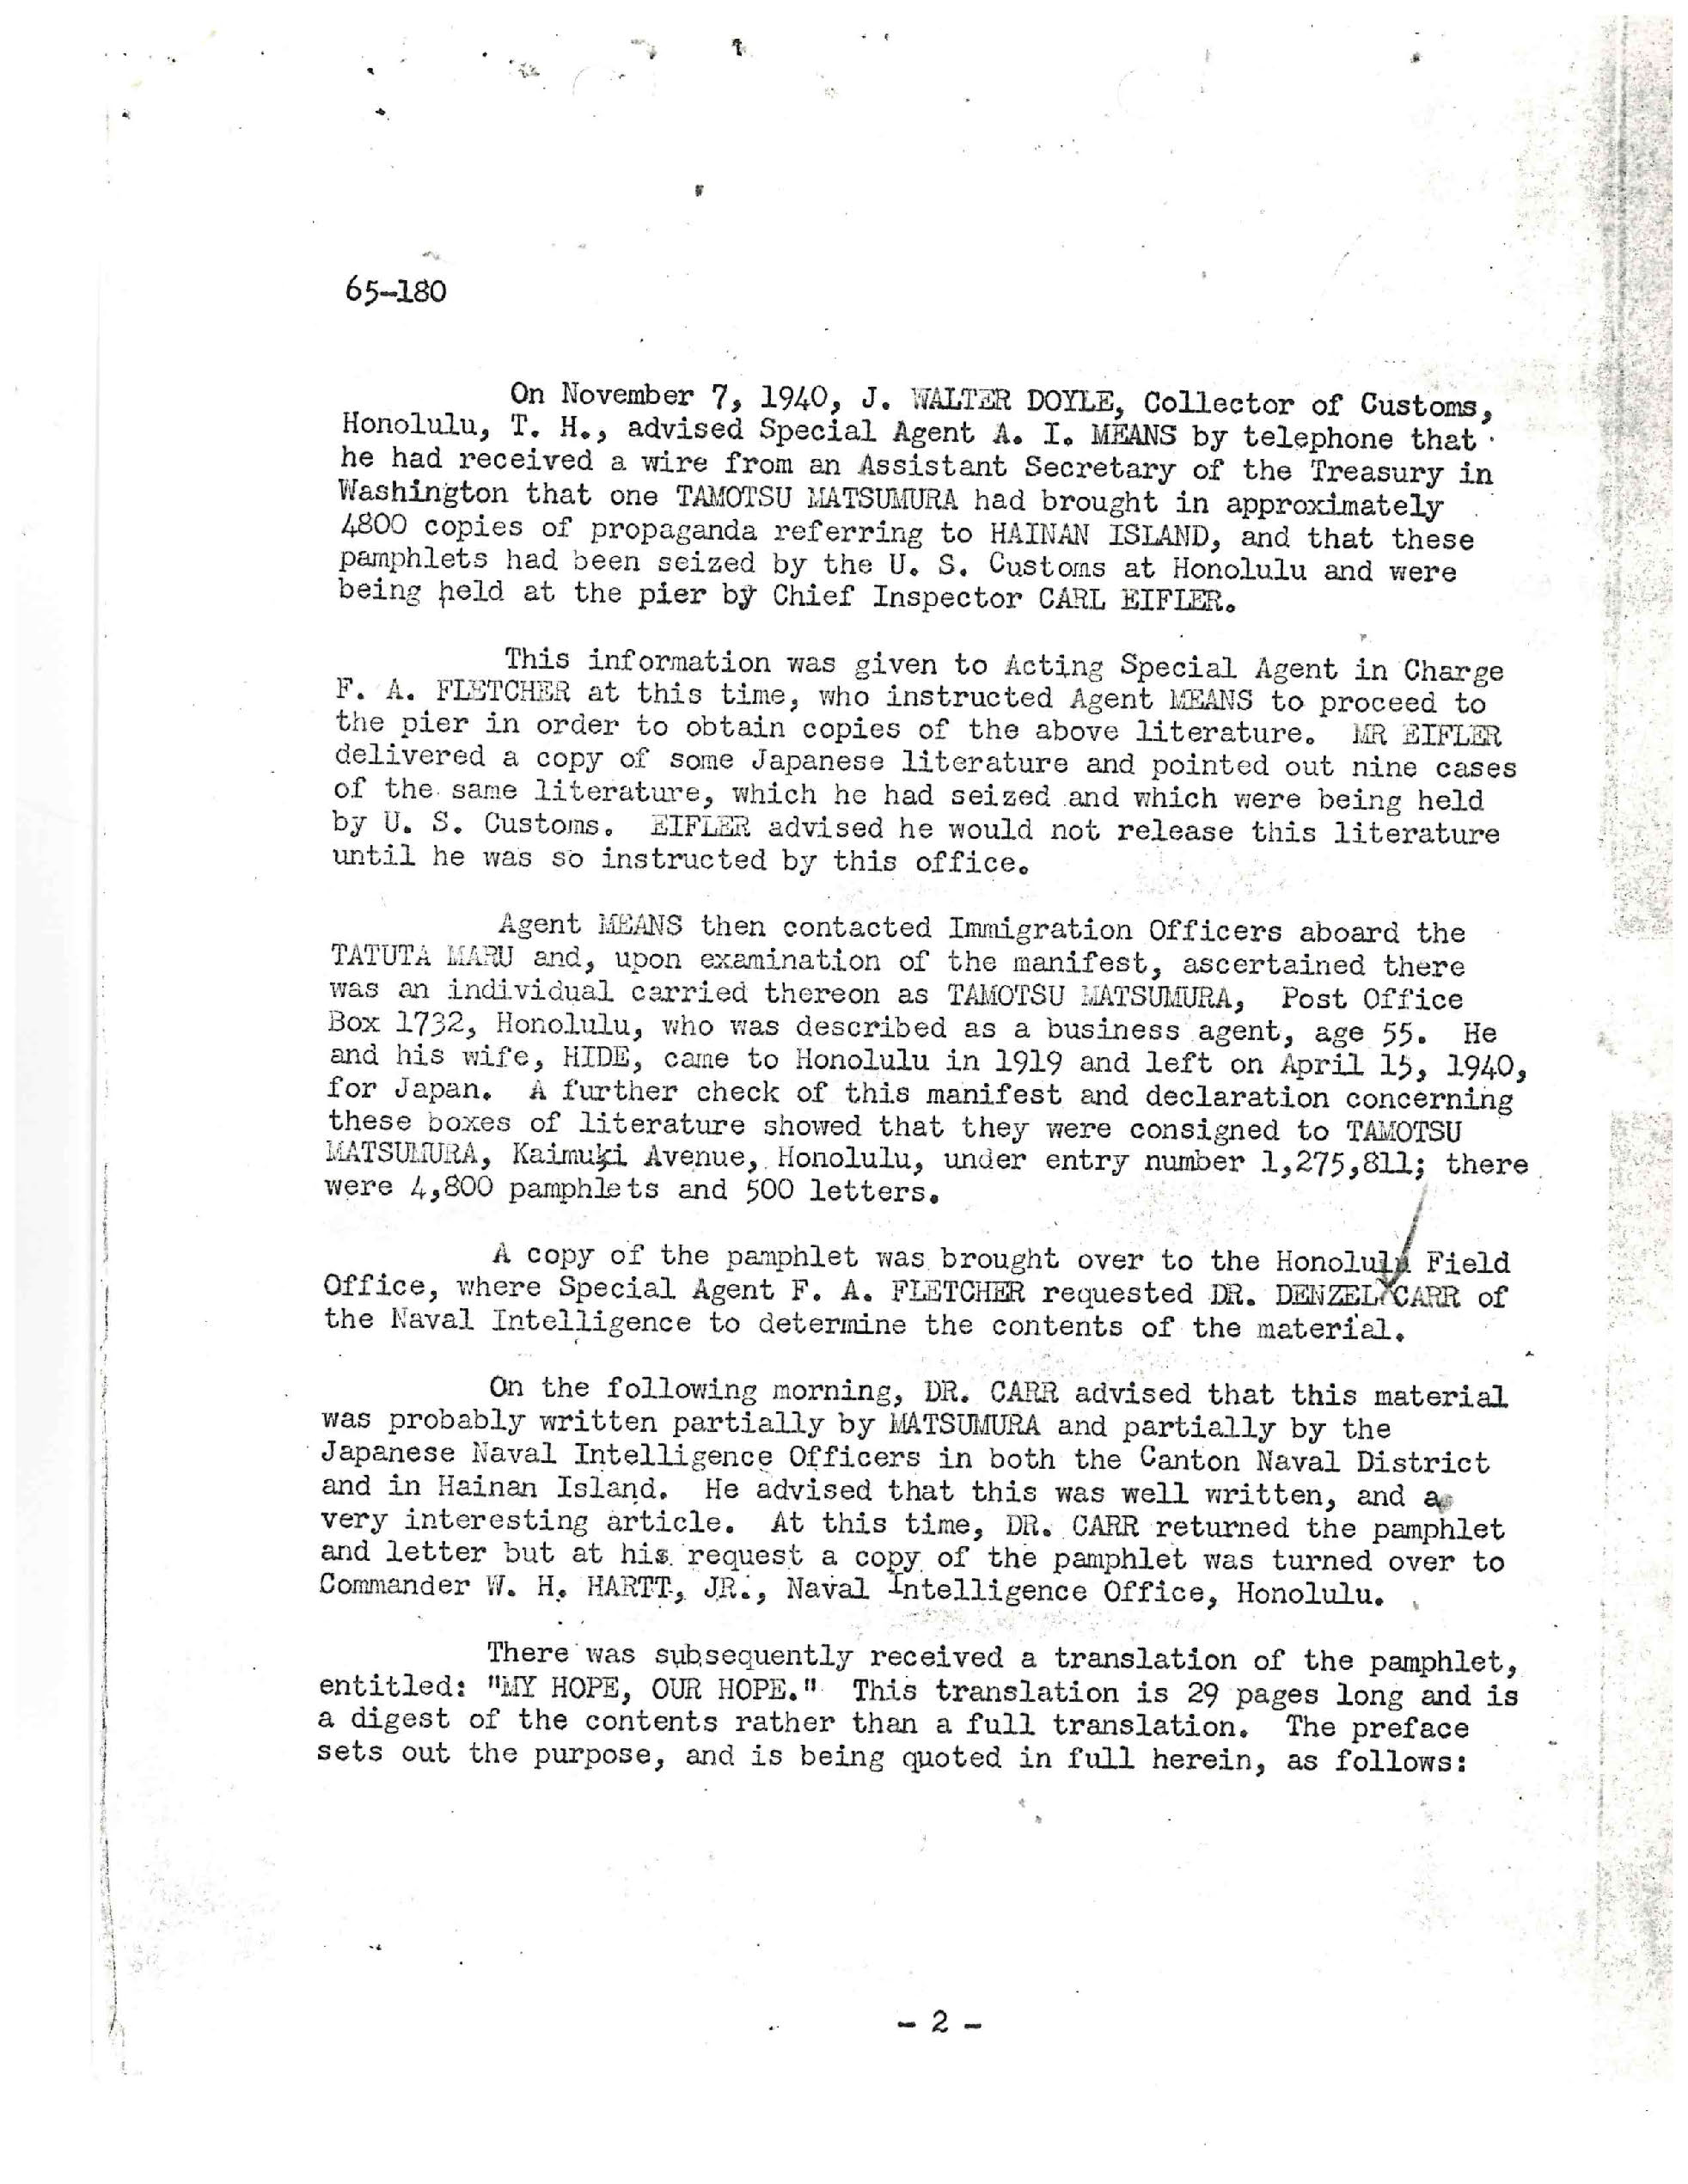 65-180
On November 7, 1940, J. WALTER DOYLE, Collector of Customs,
Honolulu, T. H., advised Special Agent A. I. MEANS by telephone that
he had received a wire from an Assistant Secretary of the Treasury in
Washington that one TAMOTSU MATSUMURA had brought in approximately
4800 copies of propaganda referring to HAINAN ISLAND, and that these
pamphlets had been seized by the U. S. Customs at Honolulu and were
being held at the pier by Chief Inspector CARL EIFLER.
This information was given to Acting Special Agent in Charge
F. A. FLETCHER at this time, who instructed Agent MEANS to proceed to
the pier in order to obtain copies of the above literature. MR EIFLER
delivered a copy of some Japanese literature and pointed out nine cases
of the same literature, which he had seized and which were being held
by U. S. Customs. EIFLER advised he would not release this literature
until he was so instructed by this office.
Agent MEANS then contacted Immigration Officers aboard the
TATUTA MARU and, upon examination of the manifest, ascertained there
was an individual carried thereon as TAMOTSU MATSUMURA, Post Office
Box 1732, Honolulu, who was described as a business agent, age 55. He
and his wife, HIDE, came to Honolulu in 1919 and left on April 15, 1940,
for Japan. A further check of this manifest and declaration concerning
these boxes of literature showed that they were consigned to TAMOTSU
MATSUMURA, Kaimuki Avenue, Honolulu, under entry number 1,275,811; there
were 4,800 pamphlets and 500 letters.
A copy of the pamphlet was brought over to the Honolulu Field
Office, where Special Agent F. A. FLETCHER requested DR. DENZEL CARR of
the Naval Intelligence to determine the contents of the material.
On the following morning, DR. CARR advised that this material
was probably written partially by MATSUMURA and partially by the
Japanese Naval Intelligence Officers in both the Canton Naval District
and in Hainan Island. He advised that this was well written, and a
very interesting article. At this time, DR. CARR returned the pamphlet
and letter but at his request a copy of the pamphlet was turned over to
Commander W. H. HARTT, JR., Naval Intelligence Office, Honolulu.
There was subsequently received a translation of the pamphlet,
entitled: "MY HOPE, OUR HOPE." This translation is 29 pages long and is
a digest of the contents rather than a full translation. The preface
sets out the purpose, and is being quoted in full herein, as follows:
- 2 -